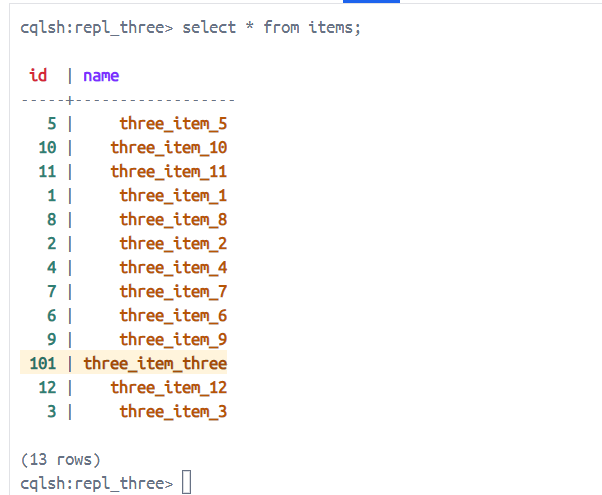 cqlsh:repl_three> select * from items;
id | name
-----+------------------
5 | three_item_5
10 | three_item_10
11 | three_item_11
1 | three_item_1
8 | three_item_8
2 | three_item_2
4 | three_item_4
7 | three_item_7
6 | three_item_6
9 | three_item_9
101 | three_item_three
12 | three_item_12
3 | three_item_3
(13 rows)
cqlsh:repl_three>